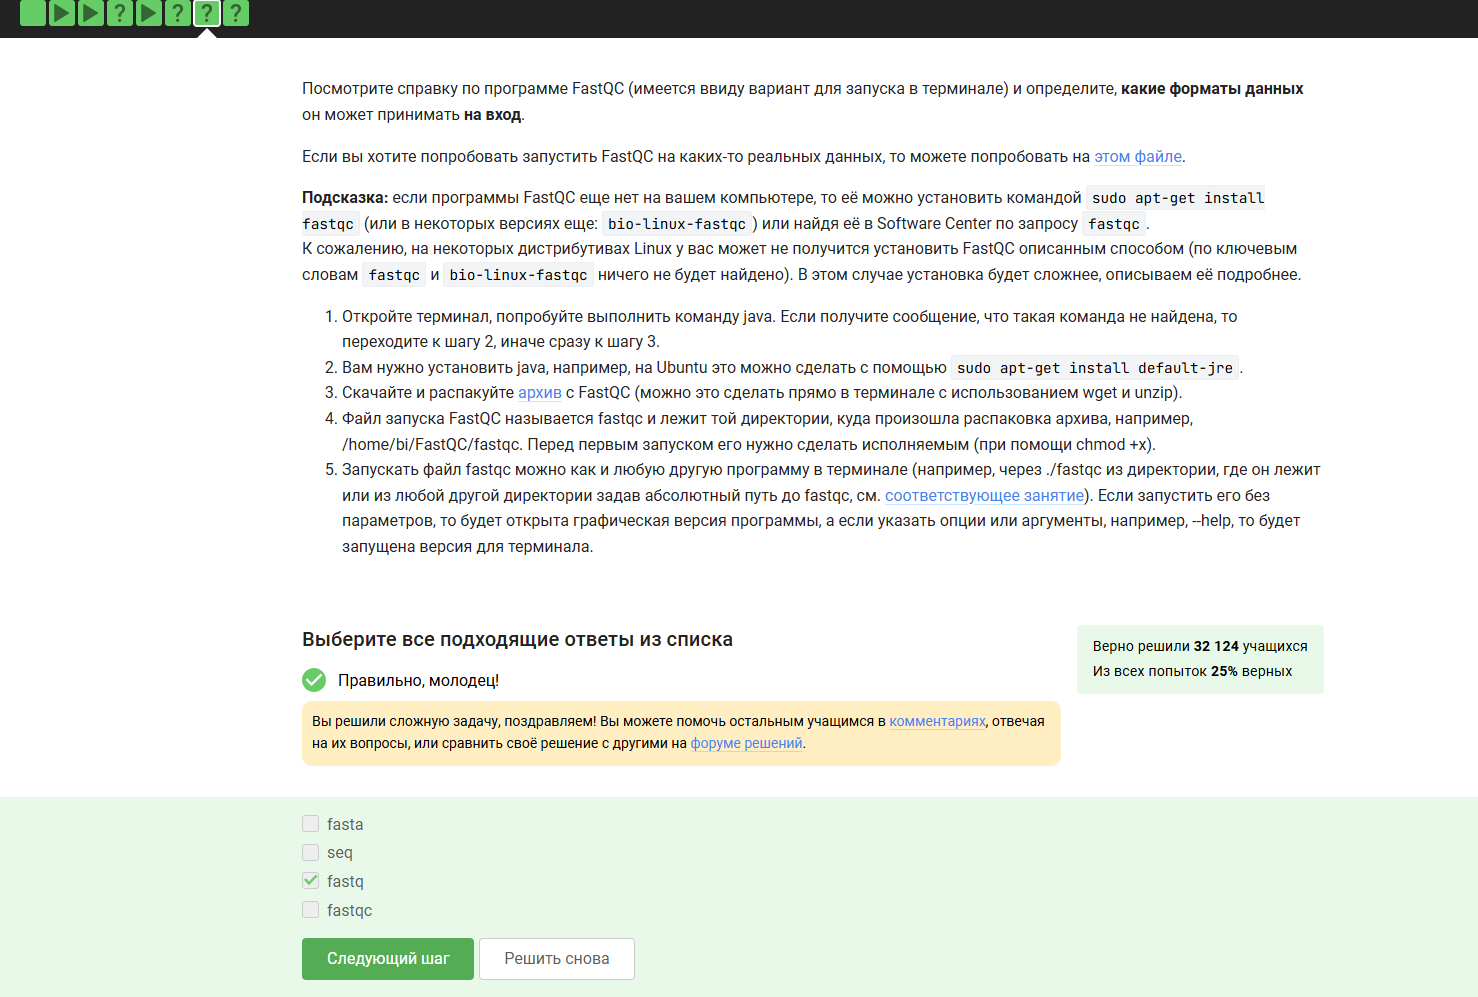 ? ? ? ?
Посмотрите справку по программе FastQC (имеется ввиду вариант для запуска в терминале) и определите, какие форматы данных
он может принимать на вход.
Если вы хотите попробовать запустить FastQC на каких-то реальных данных, то можете попробовать на этом файле.
Подсказка: если программы FastQC еще нет на вашем компьютере, то её можно установить командой sudo apt-get install
fastqc (или в некоторых версиях еще: bio-linux-fastqc) или найдя её в Software Center по запросу fastqc.
К сожалению, на некоторых дистрибутивах Linux у вас может не получится установить FastQC описанным способом (по ключевым
словам fastqc и bio-linux-fastqc ничего не будет найдено). В этом случае установка будет сложнее, описываем её подробнее.
1. Откройте терминал, попробуйте выполнить команду java. Если получите сообщение, что такая команда не найдена, то
переходите к шагу 2, иначе сразу к шагу 3.
2. Вам нужно установить java, например, на Ubuntu это можно сделать с помощью sudo apt-get install default-jre.
3. Скачайте и распакуйте архив с FastQC (можно это сделать прямо в терминале с использованием wget и unzip).
4. Файл запуска FastQC называется fastqc и лежит той директории, куда произошла распаковка архива, например,
/home/bi/FastQC/fastqc. Перед первым запуском его нужно сделать исполняемым (при помощи chmod +x).
5. Запускать файл fastqc можно как и любую другую программу в терминале (например, через ./fastqc из директории, где он лежит
или из любой другой директории задав абсолютный путь до fastqc, см. соответствующее занятие). Если запустить его без
параметров, то будет открыта графическая версия программы, а если указать опции или аргументы, например, --help, то будет
запущена версия для терминала.
Выберите все подходящие ответы из списка
Верно решили 32 124 учащихся
Из всех попыток 25% верных
Правильно, молодец!
Вы решили сложную задачу, поздравляем! Вы можете помочь остальным учащимся в комментариях, отвечая
на их вопросы, или сравнить своё решение с другими на форуме решений.
fasta
seq
fastq
fastqc
Следующий шаг
Решить снова